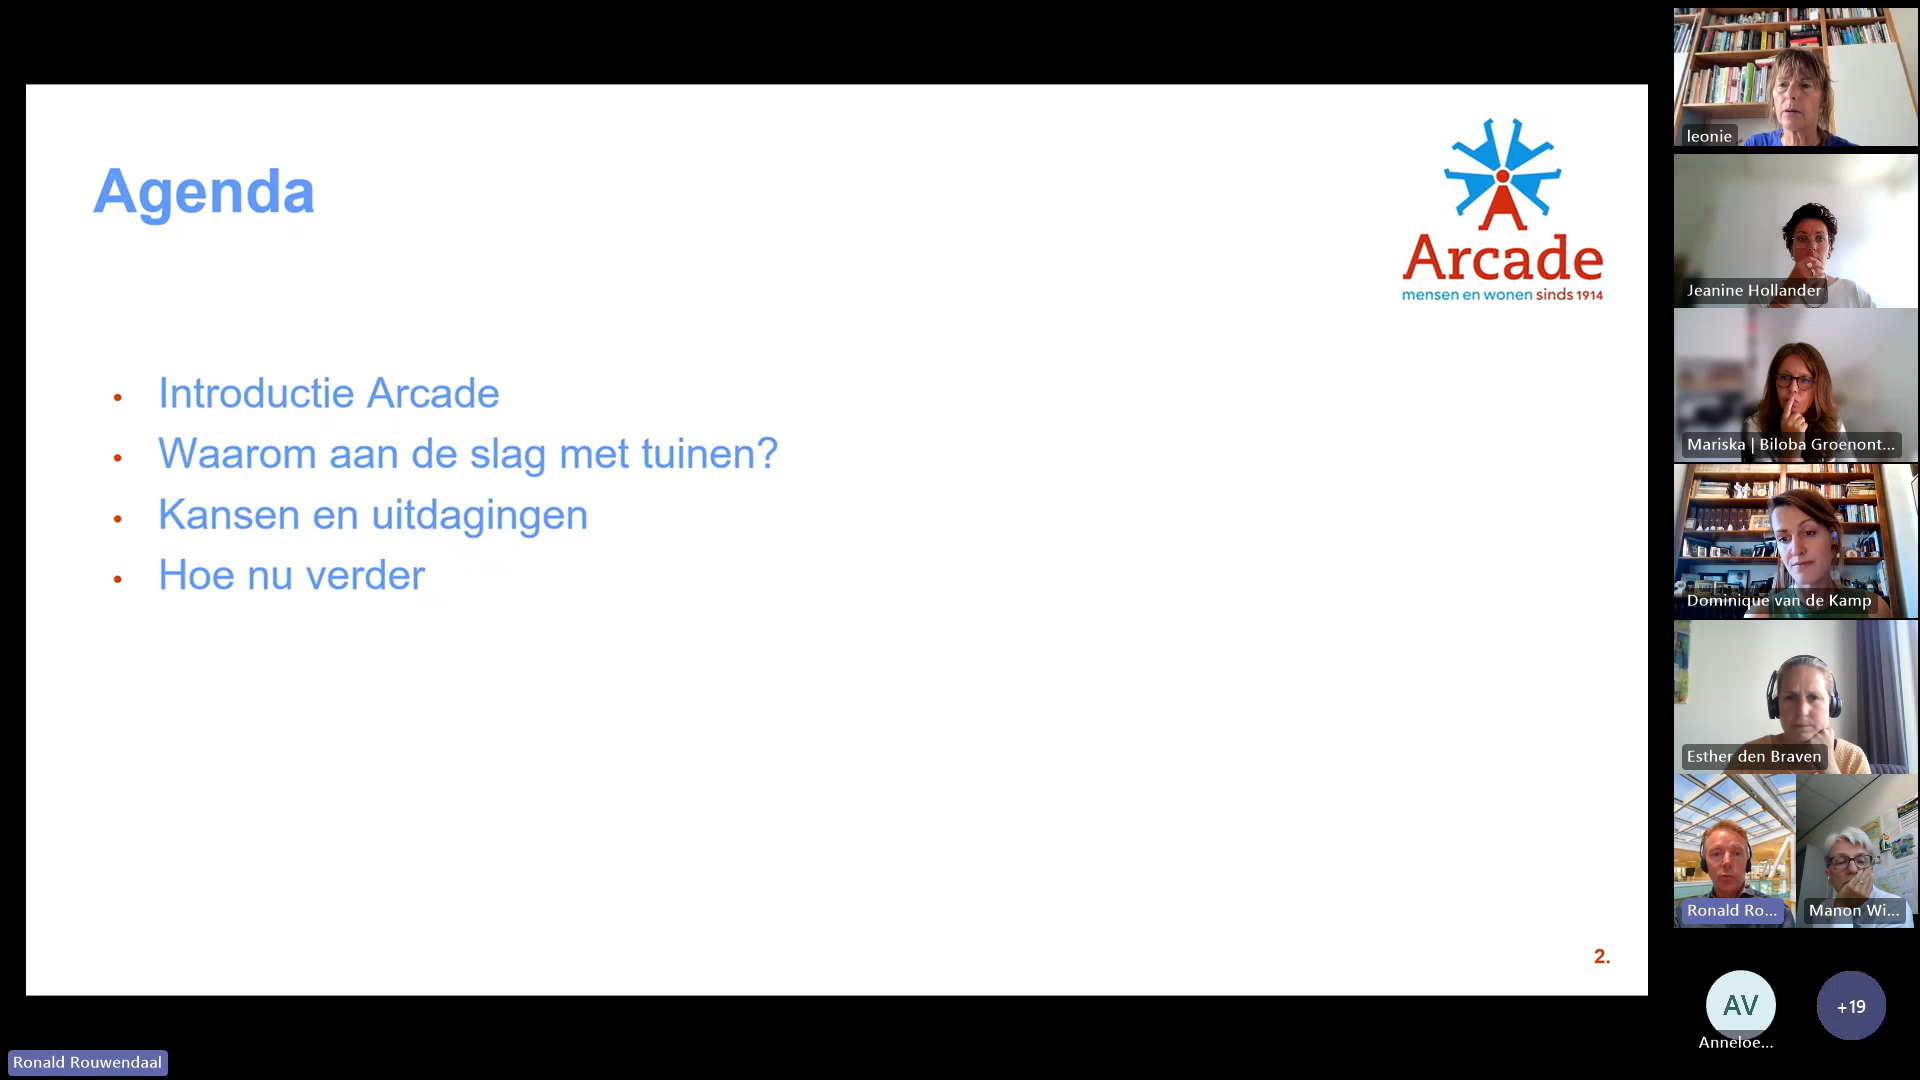 Agenda
Arcade
mensen en wonen sinds 1914
• Introductie Arcade
• Waarom aan de slag met tuinen?
• Kansen en uitdagingen
• Hoe nu verder
2.
Ronald Rouwendaal
leonie
Jeanine Hollander
Mariska | Biloba Groenont...
Dominique van de Kamp
Esther den Braven
Ronald Ro...
Manon Wi...
AV
Anneloe...
+19